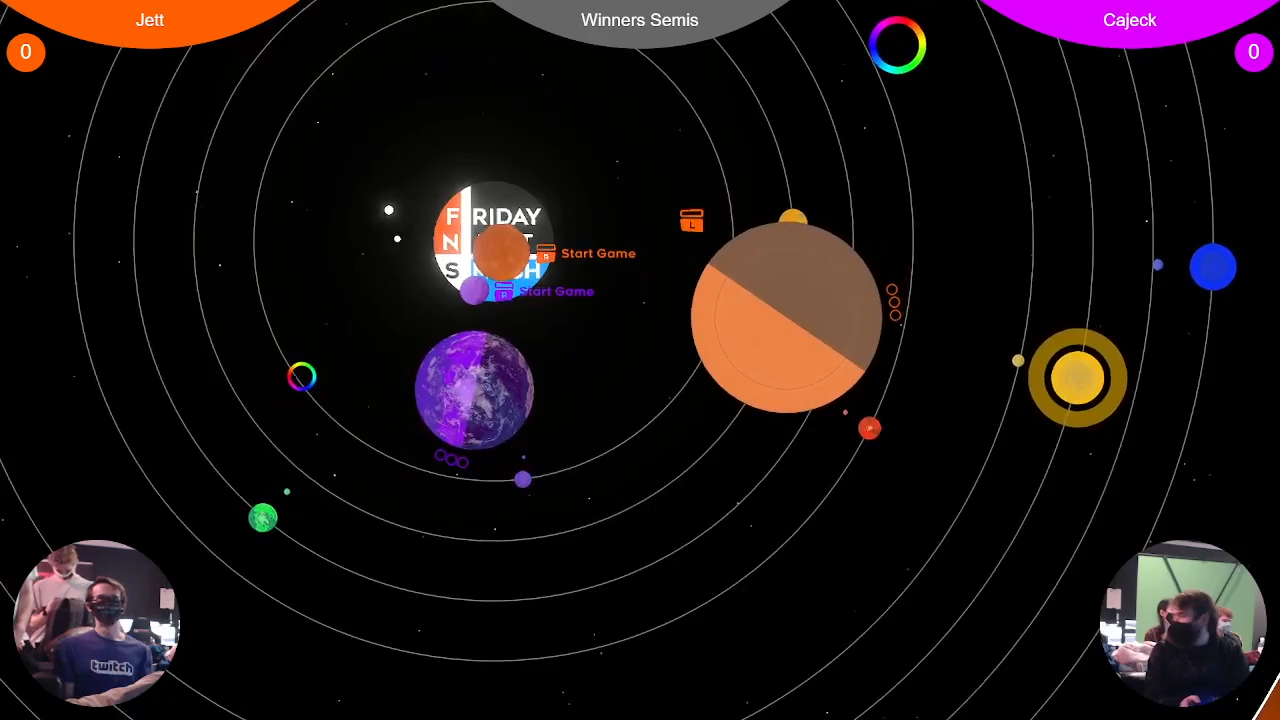 Jett
Winners Semis
Cajeck
0
0
FRIDAY
N
S
L
R Start Game
R Start Game
twitch